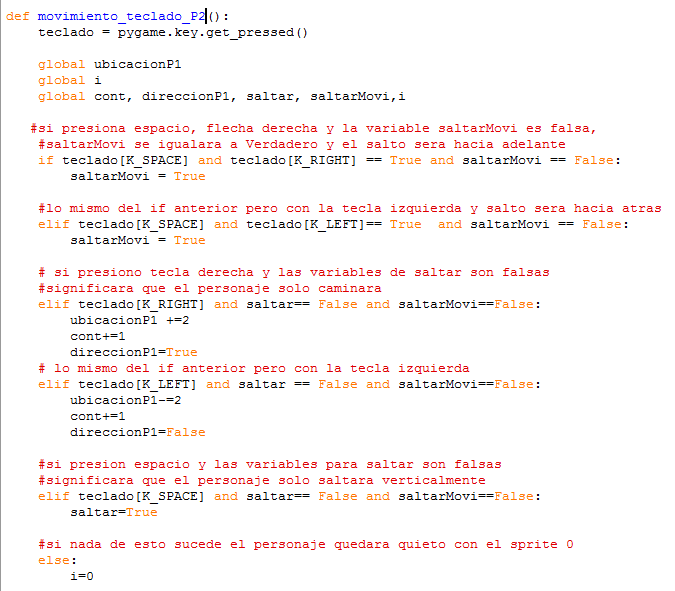 def movimiento_teclado_P2():
    teclado = pygame.key.get_pressed()

    global ubicacionP1
    global i
    global cont, direccionP1, saltar, saltarMovi,i

   #si presiona espacio, flecha derecha y la variable saltarMovi es falsa,
    #saltarMovi se igualara a Verdadero y el salto sera hacia adelante
    if teclado[K_SPACE] and teclado[K_RIGHT] == True and saltarMovi == False:
        saltarMovi = True

    #lo mismo del if anterior pero con la tecla izquierda y salto sera hacia atras
    elif teclado[K_SPACE] and teclado[K_LEFT]== True  and saltarMovi == False:
        saltarMovi = True

    # si presiono tecla derecha y las variables de saltar son falsas
    #significara que el personaje solo caminara
    elif teclado[K_RIGHT] and saltar== False and saltarMovi==False:
        ubicacionP1 +=2
        cont+=1
        direccionP1=True
    # lo mismo del if anterior pero con la tecla izquierda
    elif teclado[K_LEFT] and saltar == False and saltarMovi==False:
        ubicacionP1-=2
        cont+=1
        direccionP1=False

    #si presion espacio y las variables para saltar son falsas
    #significara que el personaje solo saltara verticalmente
    elif teclado[K_SPACE] and saltar== False and saltarMovi==False:
        saltar=True

    #si nada de esto sucede el personaje quedara quieto con el sprite 0
    else:
        i=0